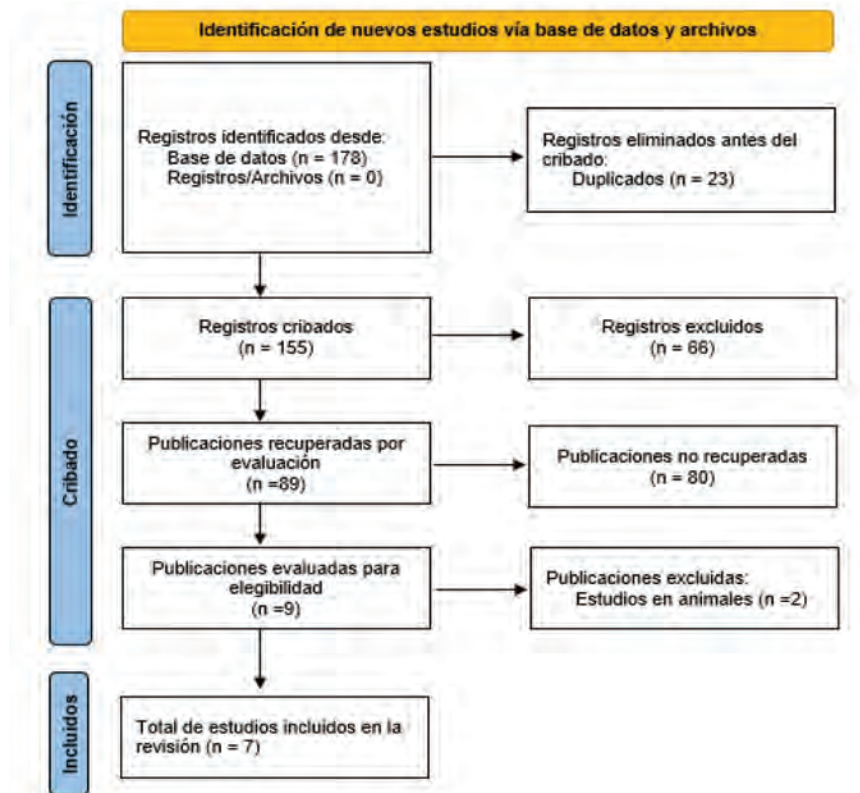 Identificación de nuevos estudios vía base de datos y archivos
Identificación
Registros identificados desde:
Base de datos (n = 178)
Registros/Archivos (n = 0)
Registros eliminados antes del
cribado:
Duplicados (n = 23)
Cribado
Registros cribados
(n = 155)
Registros excluidos
(n = 66)
Publicaciones recuperadas por
evaluación
(n =89)
Publicaciones no recuperadas
(n = 80)
Publicaciones evaluadas para
elegibilidad
(n =9)
Publicaciones excluidas:
Estudios en animales (n =2)
Incluidos
Total de estudios incluidos en la
revisión (n = 7)